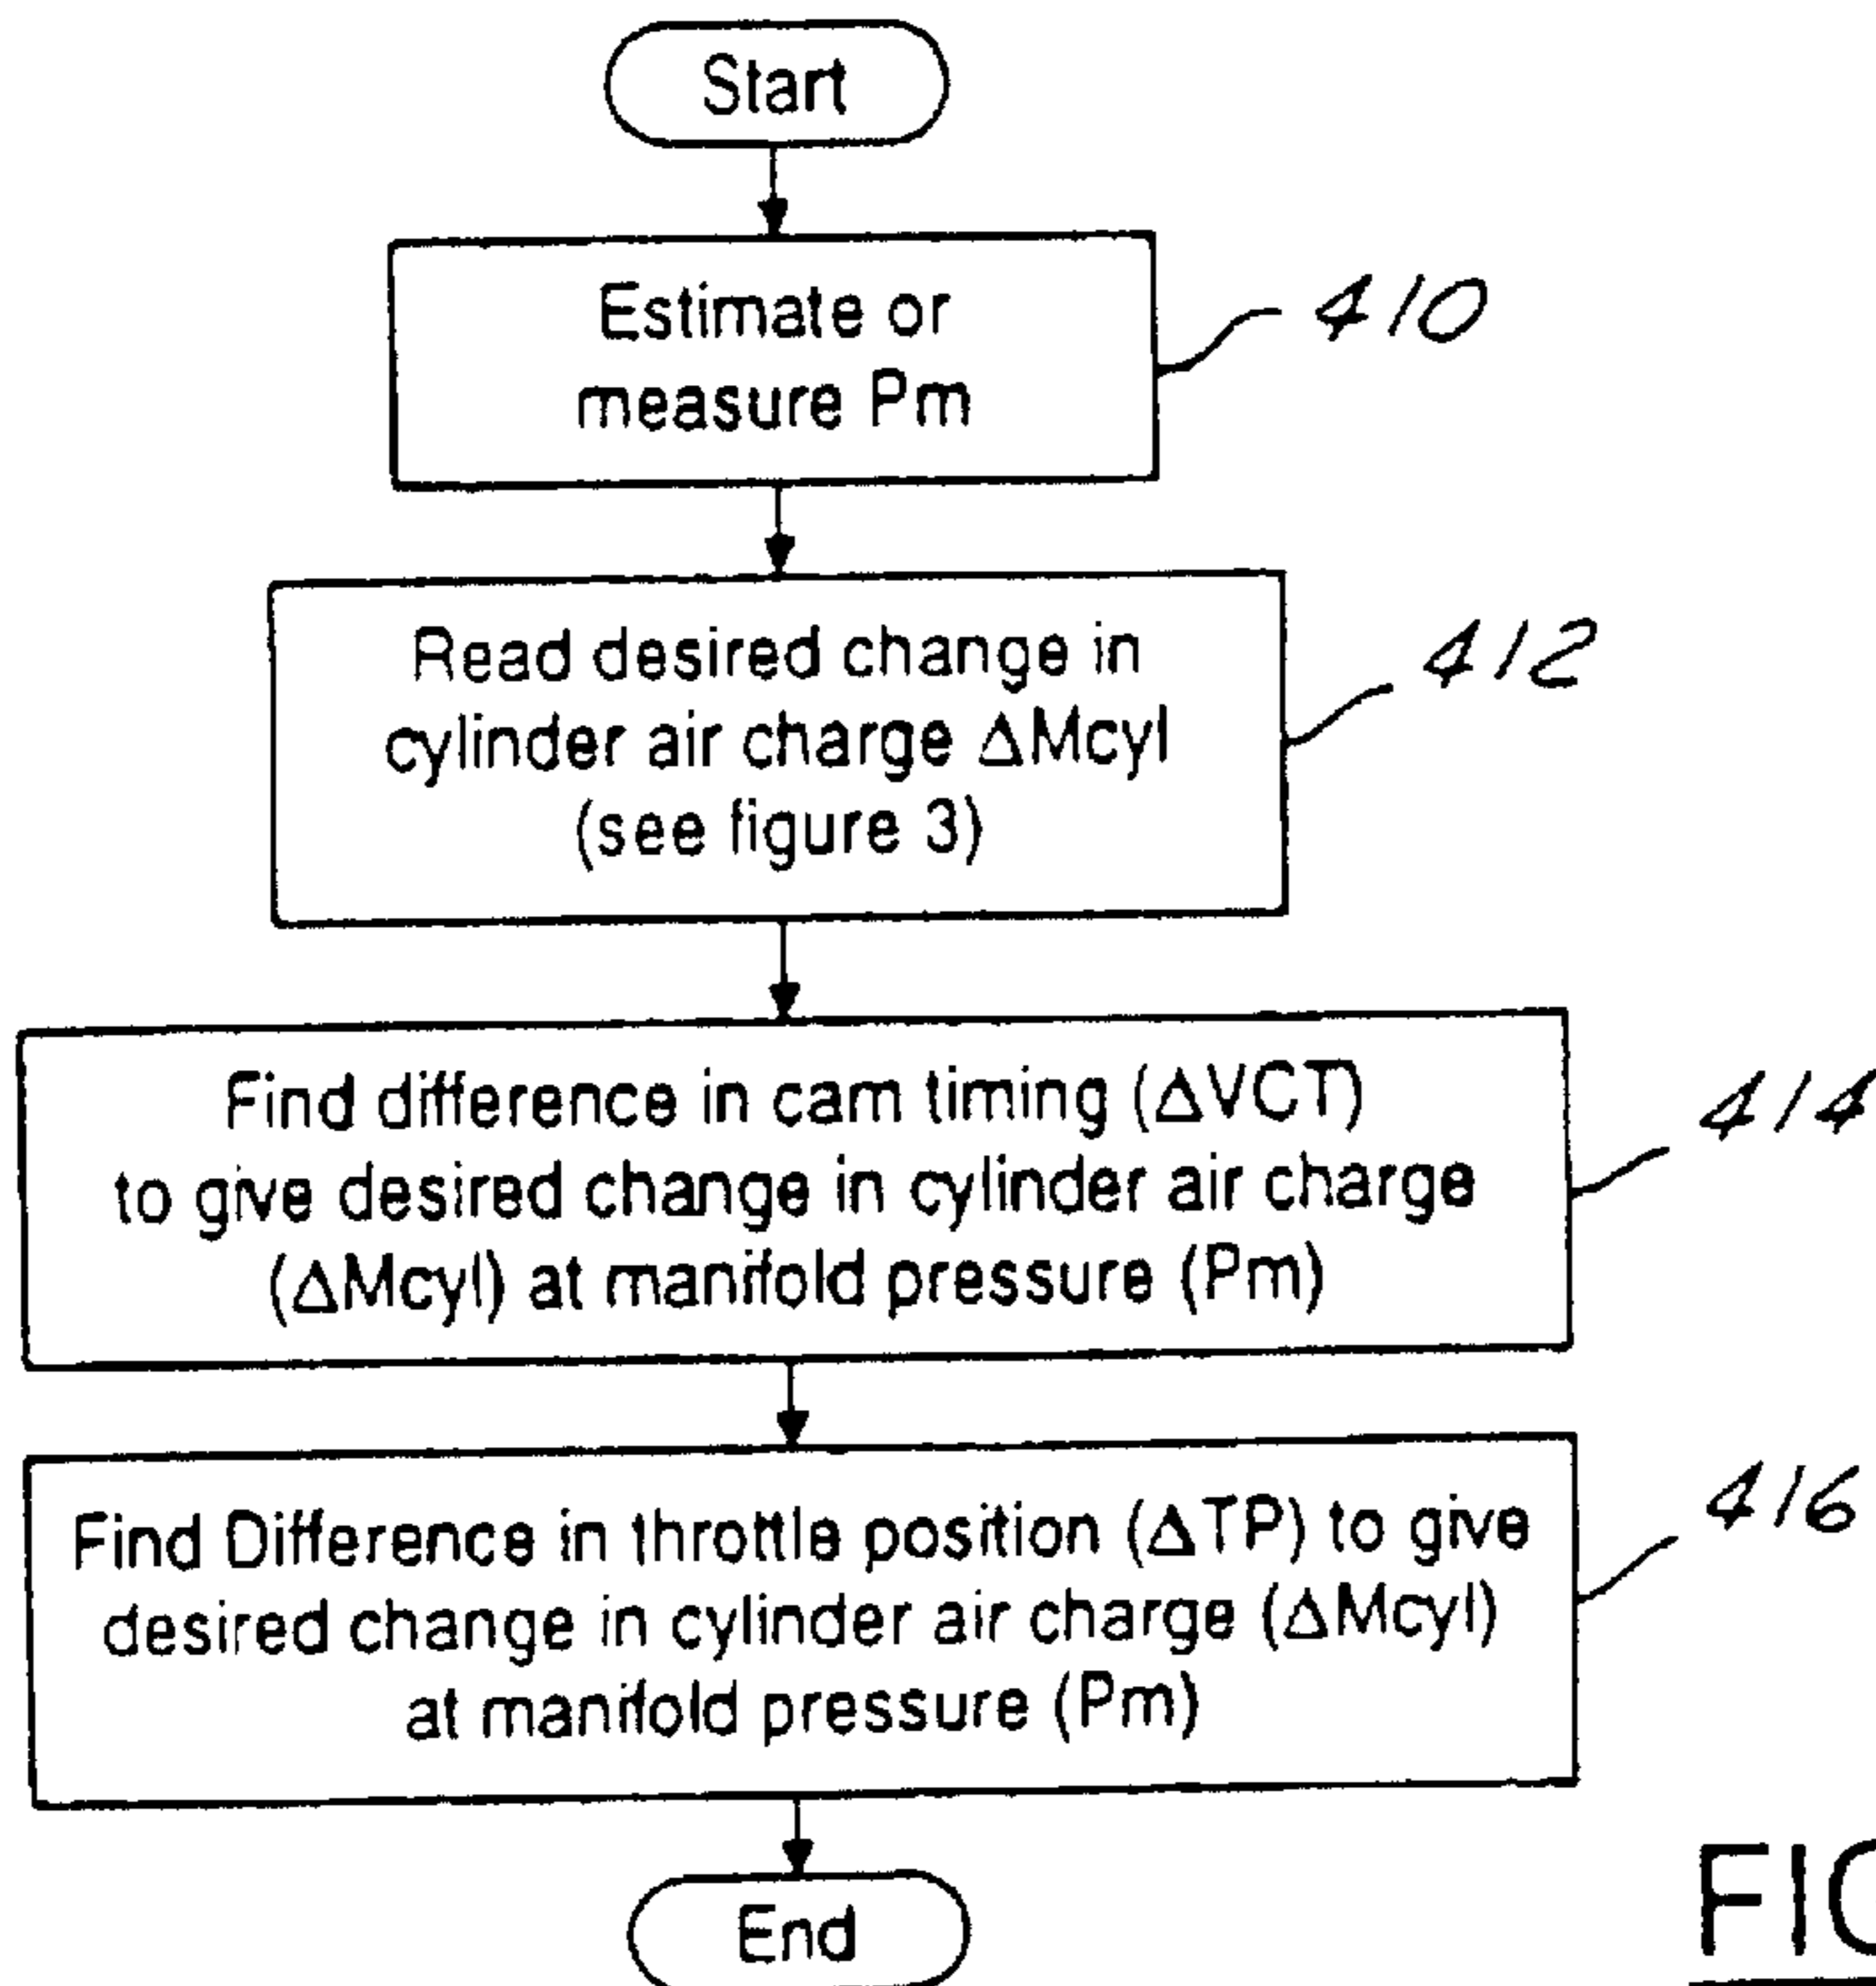 Start
Estimate or
measure Pm
410
Read desired change in
cylinder air charge ΔMcyl
(see figure 3)
412
Find difference in cam timing (ΔVCT)
to give desired change in cylinder air charge
(ΔMcyl) at manifold pressure (Pm)
414
Find Difference in throttle position (ΔTP) to give
desired change in cylinder air charge (ΔMcyl)
at manifold pressure (Pm)
416
End